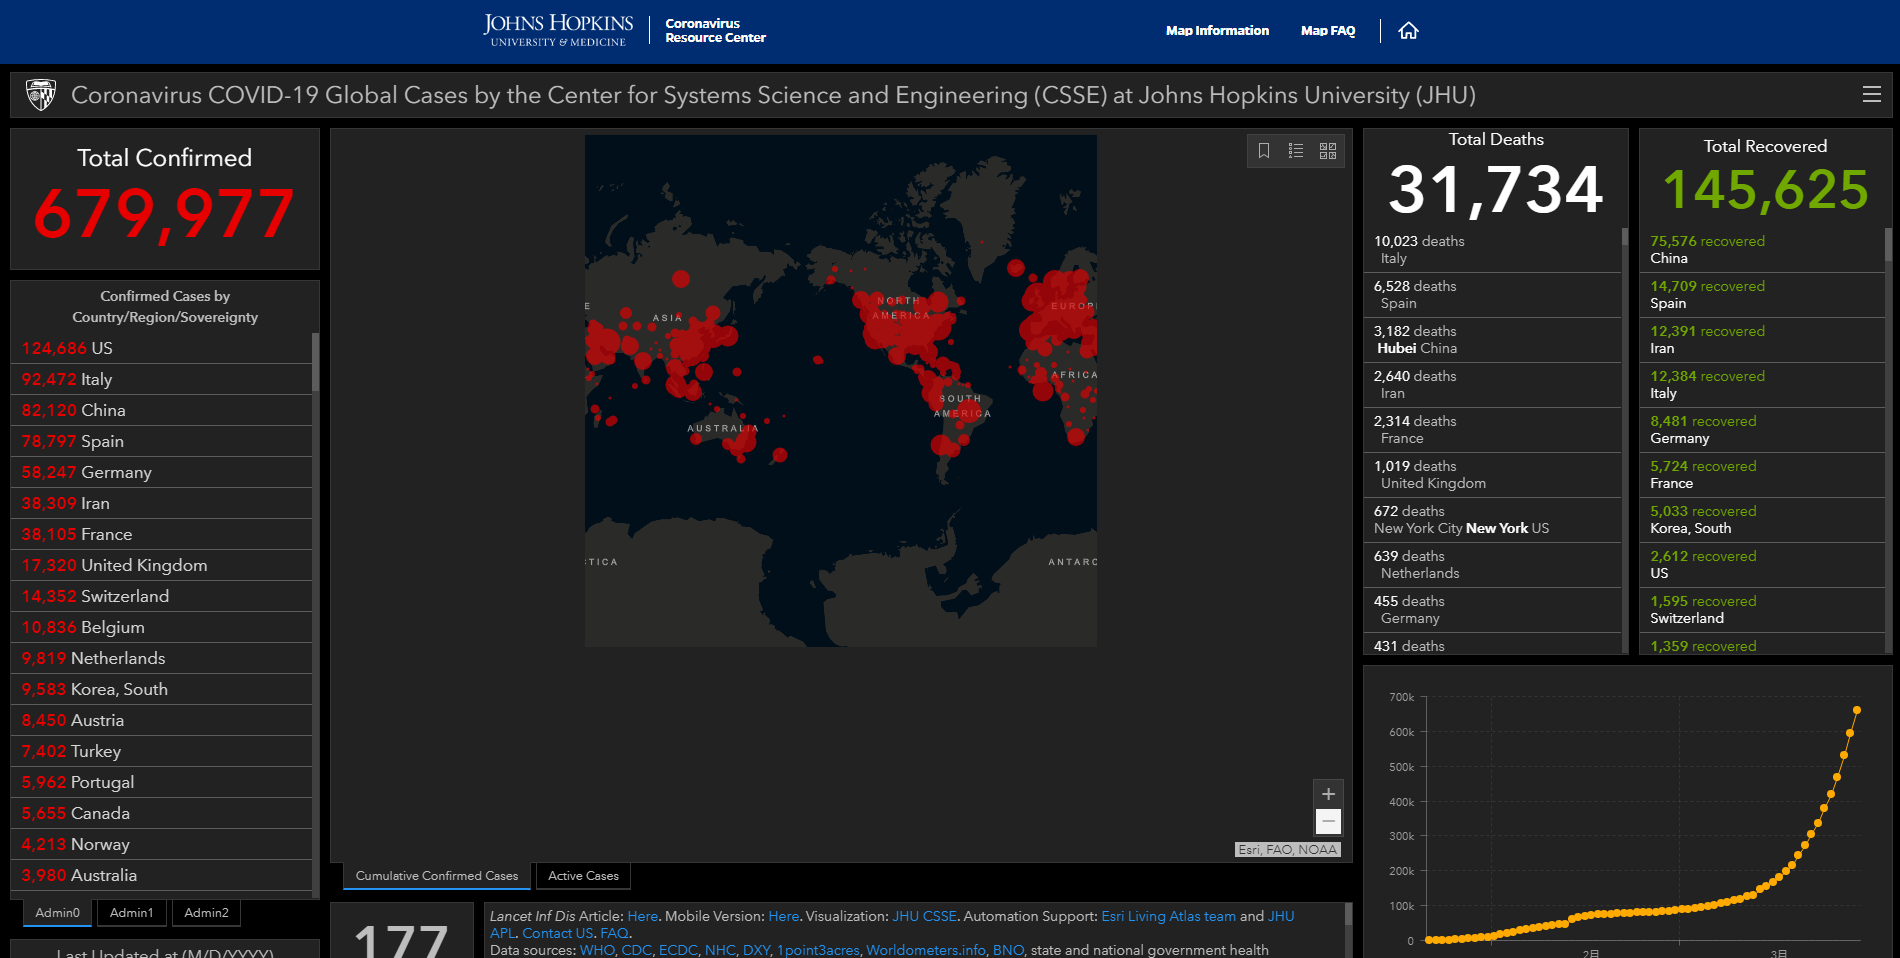 JOHNS HOPKINS
UNIVERSITY & MEDICINE
Coronavirus
Resource Center
Map Information
Map FAQ
Coronavirus COVID-19 Global Cases by the Center for Systems Science and Engineering (CSSE) at Johns Hopkins University (JHU)
Total Confirmed
679,977
Confirmed Cases by
Country/Region/Sovereignty
124,686 US
92,472 Italy
82,120 China
78,797 Spain
58,247 Germany
38,309 Iran
38,105 France
17,320 United Kingdom
14,352 Switzerland
10,836 Belgium
9,819 Netherlands
9,583 Korea, South
8,450 Austria
7,402 Turkey
5,962 Portugal
5,655 Canada
4,213 Norway
3,980 Australia
Admin0
Admin1
Admin2
Last Updated at (M/D/YYYY)
E
ASIA
NORTH
AMERICA
EUROP
AFRICA
SOUTH
AMERICA
AUSTRALIA
TICA
ANTARC
+
−
Esri, FAO, NOAA
Cumulative Confirmed Cases
Active Cases
177
Lancet Inf Dis Article: Here. Mobile Version: Here. Visualization: JHU CSSE. Automation Support: Esri Living Atlas team and JHU
APL. Contact US. FAQ.
Data sources: WHO, CDC, ECDC, NHC, DXY, 1point3acres, Worldometers.info, BNO, state and national government health
Total Deaths
31,734
10,023 deaths
Italy
6,528 deaths
Spain
3,182 deaths
Hubei China
2,640 deaths
Iran
2,314 deaths
France
1,019 deaths
United Kingdom
672 deaths
New York City New York US
639 deaths
Netherlands
455 deaths
Germany
431 deaths
Total Recovered
145,625
75,576 recovered
China
14,709 recovered
Spain
12,391 recovered
Iran
12,384 recovered
Italy
8,481 recovered
Germany
5,724 recovered
France
5,033 recovered
Korea, South
2,612 recovered
US
1,595 recovered
Switzerland
1,359 recovered
700k
600k
500k
400k
300k
200k
100k
0
2月
3月